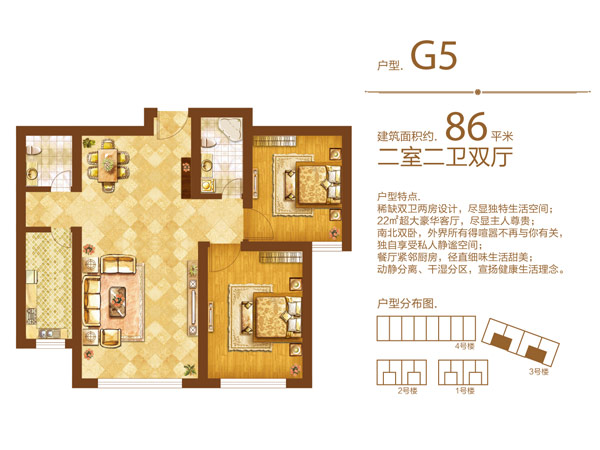 户型. G5
建筑面积约. 86 平米
二室二卫双厅
户型特点.
稀缺双卫两房设计，尽显独特生活空间；
22㎡超大豪华客厅，尽显主人尊贵；
南北双卧，外界所有得喧嚣不再与你有关，
独自享受私人静谧空间；
餐厅紧邻厨房，径直细味生活甜美；
动静分离、干湿分区，宣扬健康生活理念。
户型分布图.
4号楼
3号楼
2号楼
1号楼